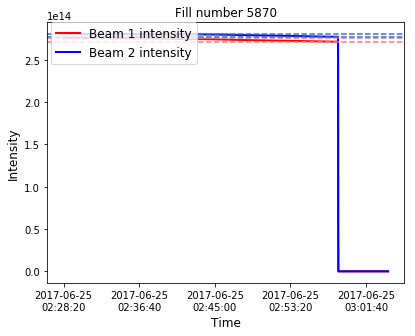 Fill number 5870
1e14
Beam 1 intensity
Beam 2 intensity
2.5
2.0
1.5
1.0
0.5
0.0
Intensity
2017-06-25
02:28:20
2017-06-25
02:36:40
2017-06-25
02:45:00
2017-06-25
02:53:20
2017-06-25
03:01:40
Time